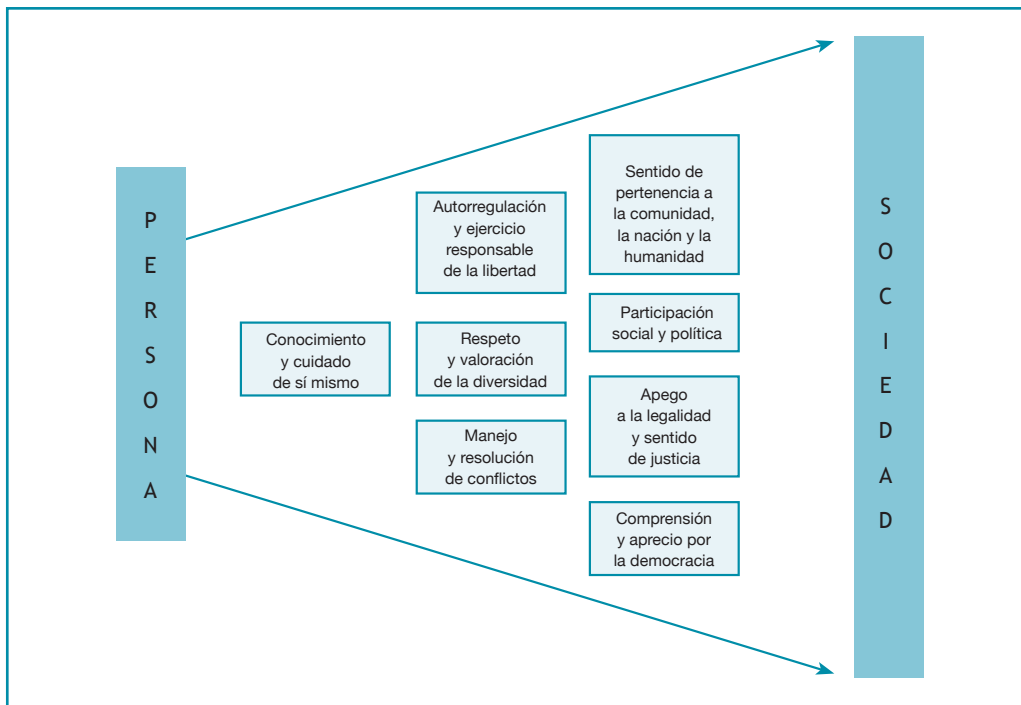 PERSONA
Conocimiento
y cuidado
de sí mismo
Autorregulación
y ejercicio
responsable
de la libertad
Respeto
y valoración
de la diversidad
Manejo
y resolución
de conflictos
Sentido de
pertenencia a
la comunidad,
la nación y la
humanidad
Participación
social y política
Apego
a la legalidad
y sentido
de justicia
Comprensión
y aprecio por
la democracia
SOCIEDAD